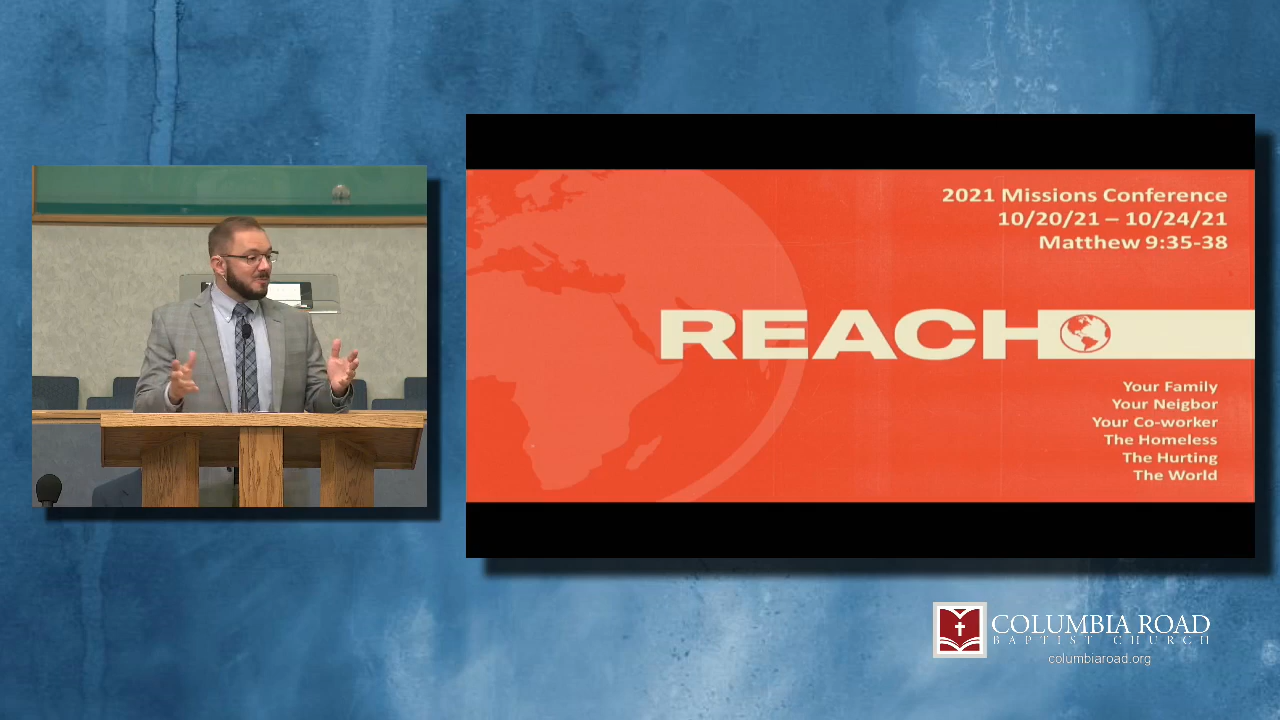 2021 Missions Conference
10/20/21 – 10/24/21
Matthew 9:35-38
REACH
Your Family
Your Neigbor
Your Co-worker
The Homeless
The Hurting
The World
COLUMBIA ROAD
BAPTIST CHURCH
columbiaroad.org